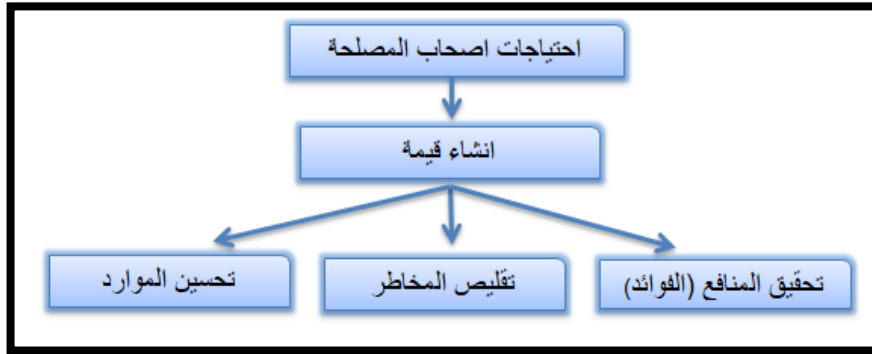 احتياجات اصحاب المصلحة
انشاء قيمة
تحقيق المنافع (الفوائد)
تقليص المخاطر
تحسين الموارد